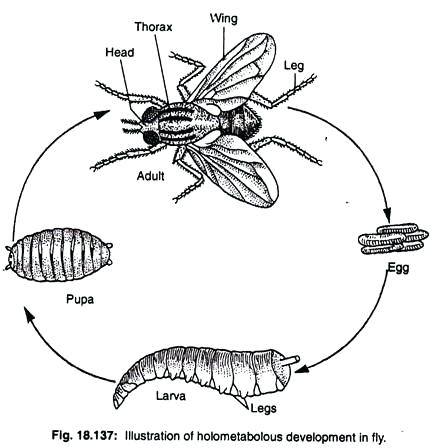 Wing
Thorax
Head
Leg
Adult
Egg
Pupa
Larva
Legs
Fig. 18.137: Illustration of holometabolous development in fly.